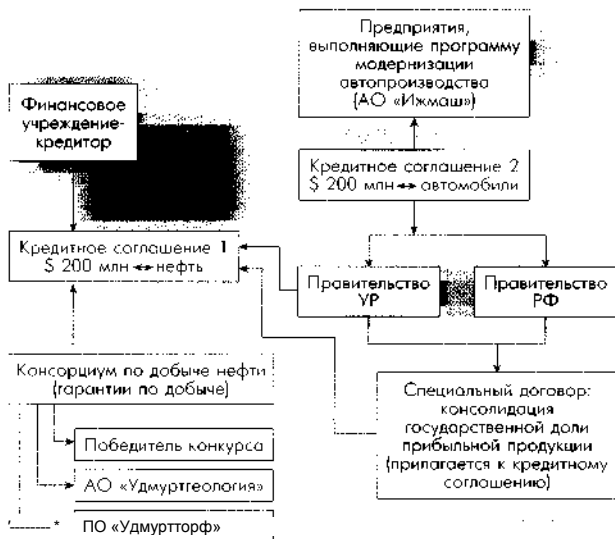 Предприятия,
выполняющие программу
модернизации
автопроизводства
(АО «Ижмаш»)
Финансовое
учреждение-
кредитор
Кредитное соглашение 2
$ 200 млн ↔ автомобили
Кредитное соглашение 1
$ 200 млн ↔ нефть
Правительство
УР
Правительство
РФ
Консорциум по добыче нефти
(гарантии по добыче)
Победитель конкурса
АО «Удмуртгеология»
ПО «Удмуртторф»
Специальный договор:
консолидация
государственной доли
прибыльной продукции
(прилагается к кредитному
соглашению)